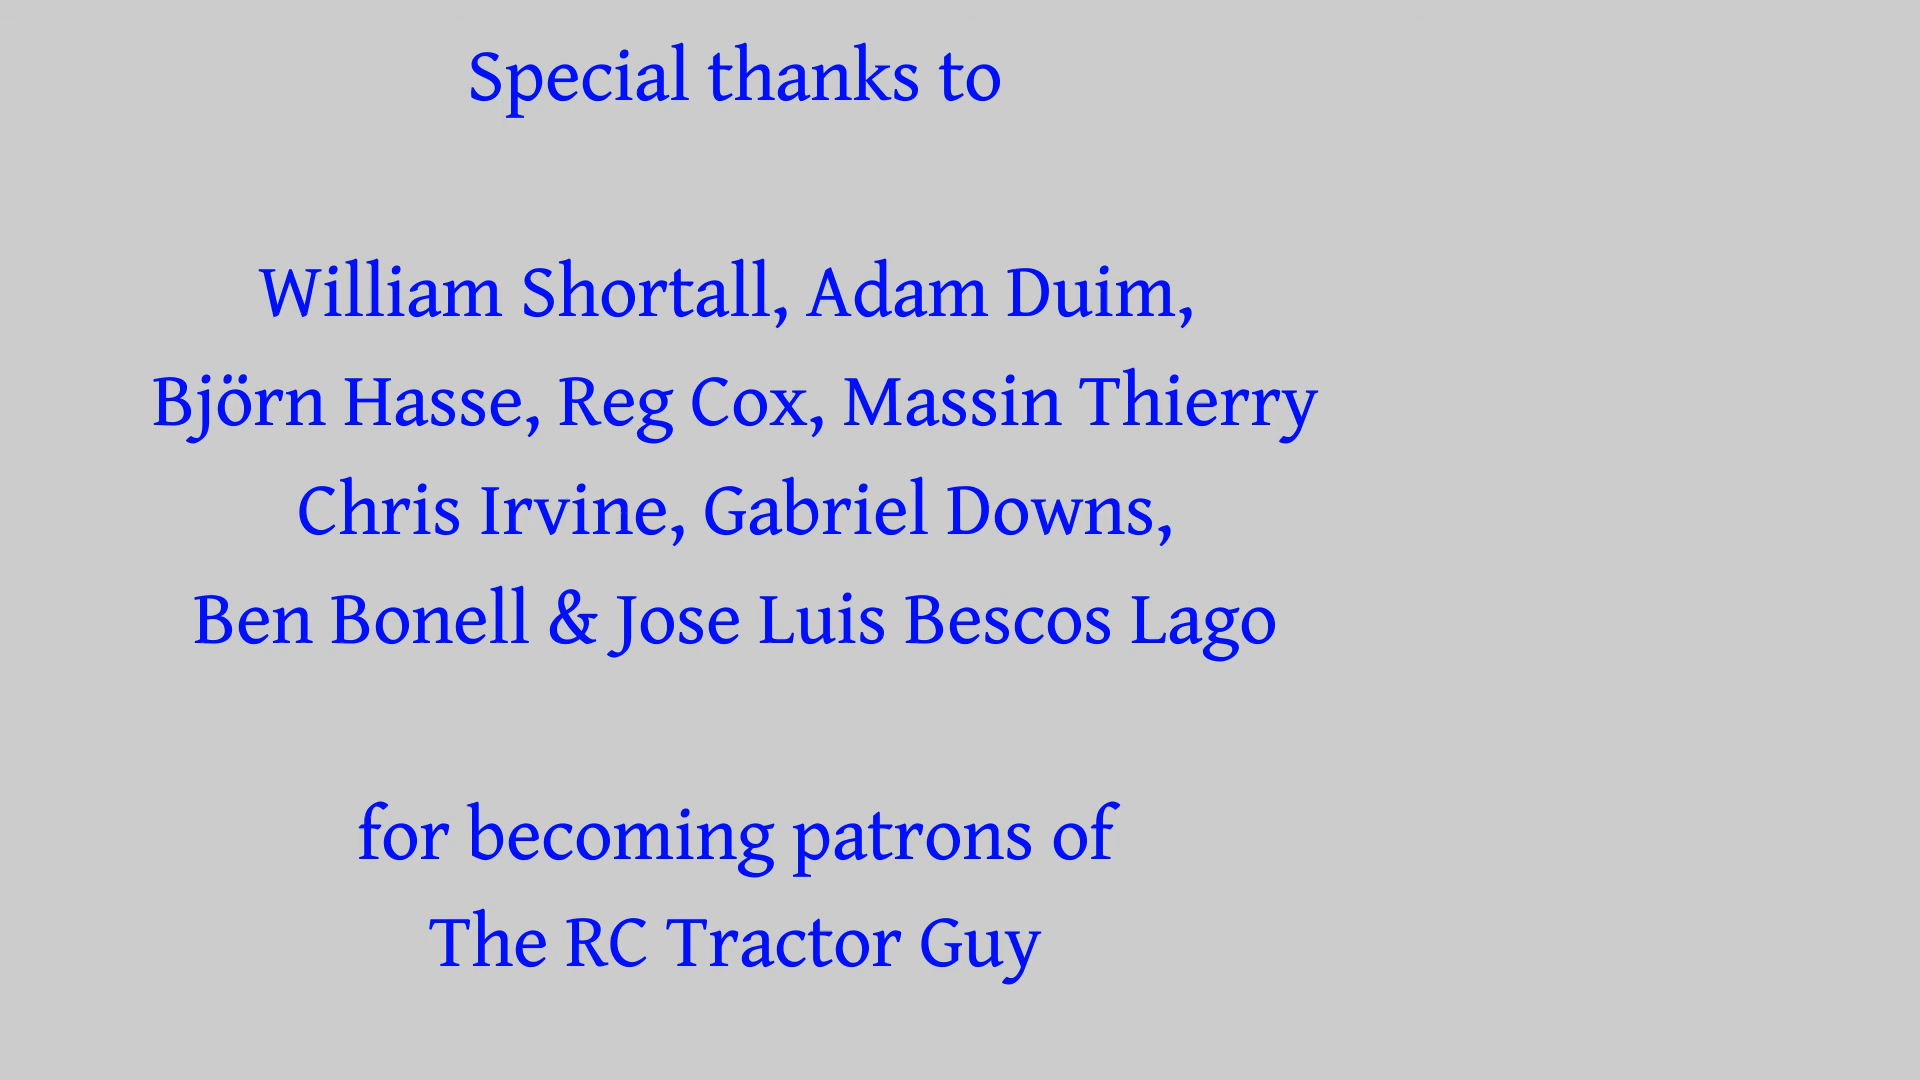 Special thanks to
William Shortall, Adam Duim,
Björn Hasse, Reg Cox, Massin Thierry
Chris Irvine, Gabriel Downs,
Ben Bonell & Jose Luis Bescos Lago
for becoming patrons of
The RC Tractor Guy